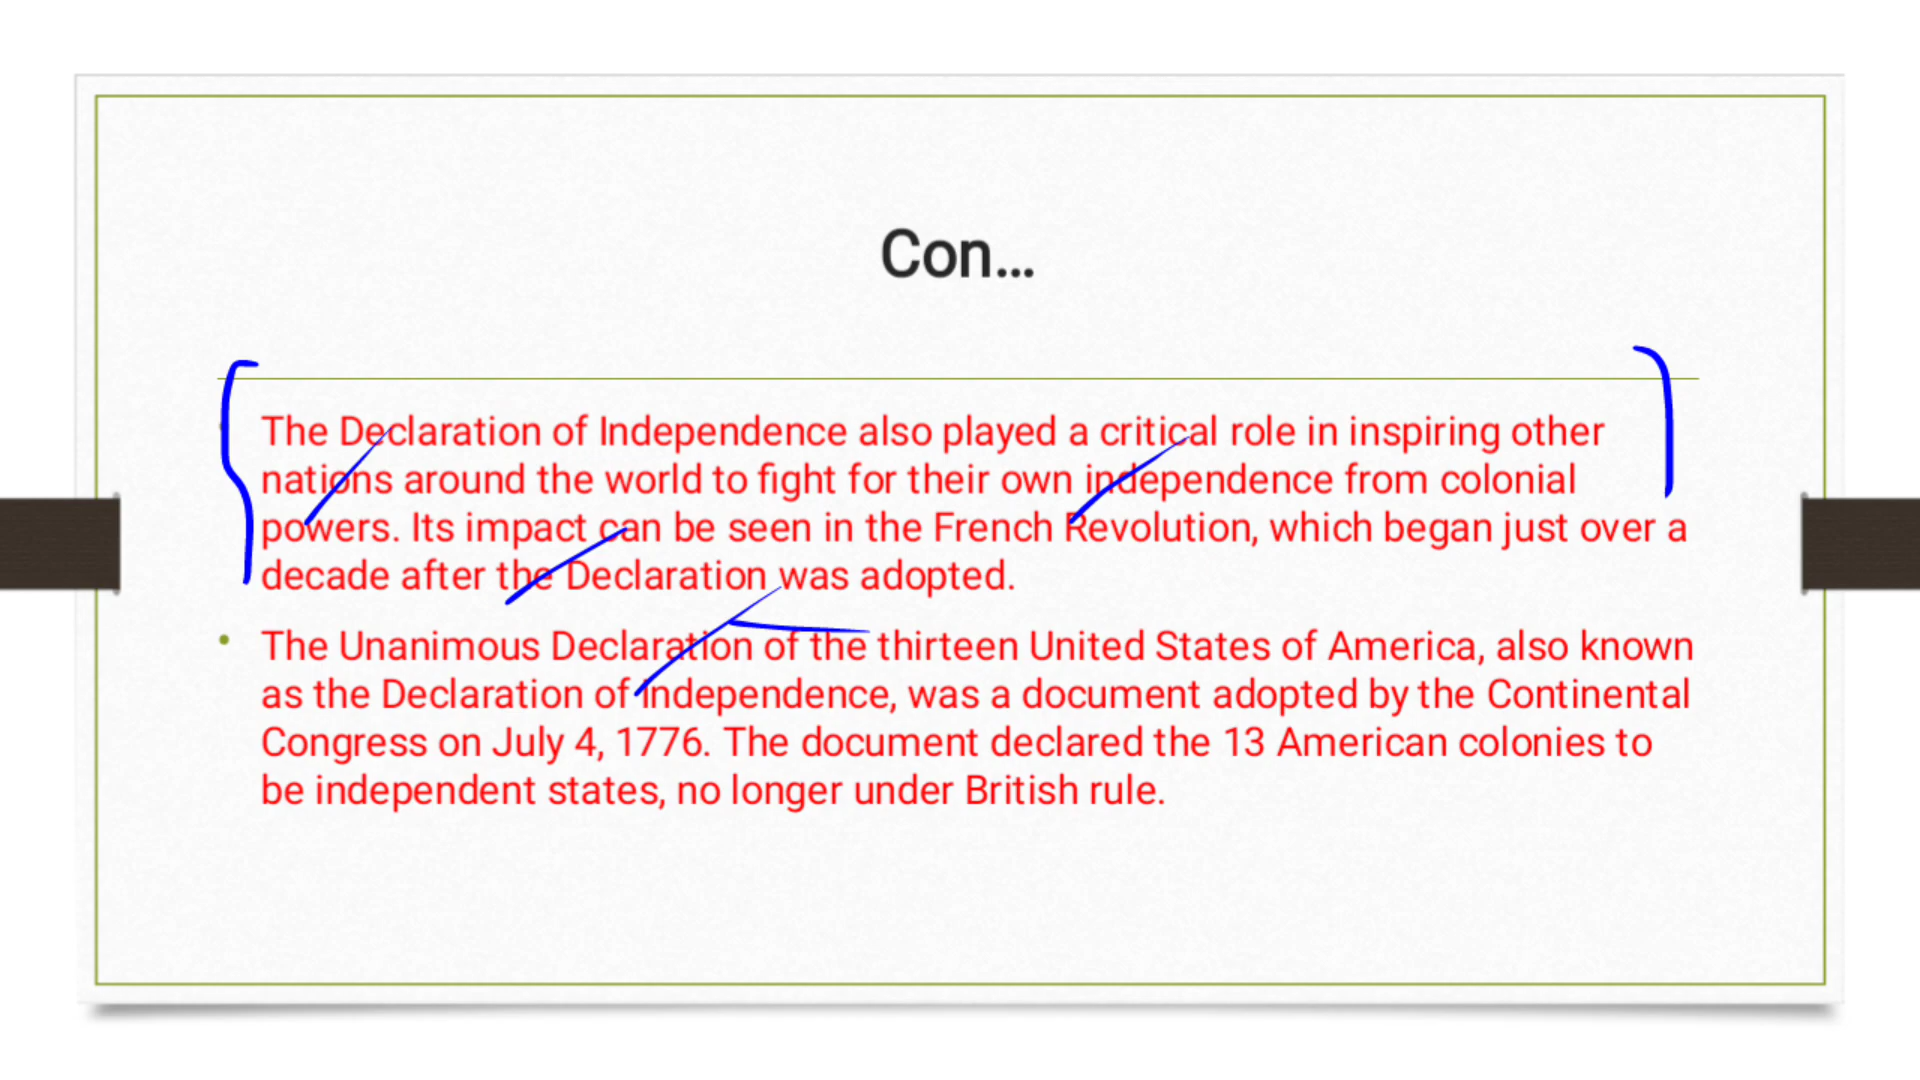 Con...
The Declaration of Independence also played a critical role in inspiring other
nations around the world to fight for their own independence from colonial
powers. Its impact can be seen in the French Revolution, which began just over a
decade after the Declaration was adopted.
• The Unanimous Declaration of the thirteen United States of America, also known
as the Declaration of Independence, was a document adopted by the Continental
Congress on July 4, 1776. The document declared the 13 American colonies to
be independent states, no longer under British rule.